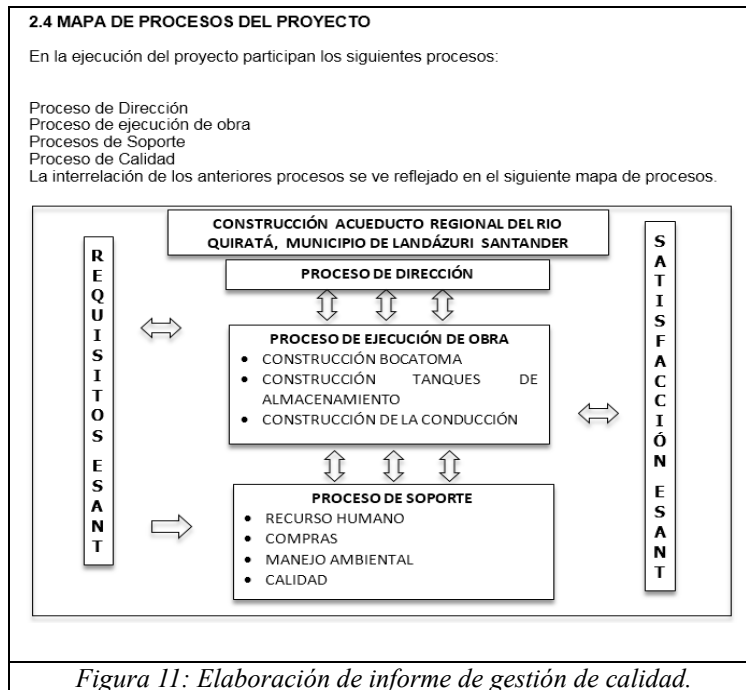 2.4 MAPA DE PROCESOS DEL PROYECTO
En la ejecución del proyecto participan los siguientes procesos:
Proceso de Dirección
Proceso de ejecución de obra
Procesos de Soporte
Proceso de Calidad
La interrelación de los anteriores procesos se ve reflejado en el siguiente mapa de procesos.
CONSTRUCCIÓN ACUEDUCTO REGIONAL DEL RIO
QUIRATÁ, MUNICIPIO DE LANDÁZURI SANTANDER
REQUISITOS ESANT
PROCESO DE DIRECCIÓN
PROCESO DE EJECUCIÓN DE OBRA
• CONSTRUCCIÓN BOCATOMA
• CONSTRUCCIÓN TANQUES DE
ALMACENAMIENTO
• CONSTRUCCIÓN DE LA CONDUCCIÓN
PROCESO DE SOPORTE
• RECURSO HUMANO
• COMPRAS
• MANEJO AMBIENTAL
• CALIDAD
SATISFACCIÓN ESANT
Figura 11: Elaboración de informe de gestión de calidad.